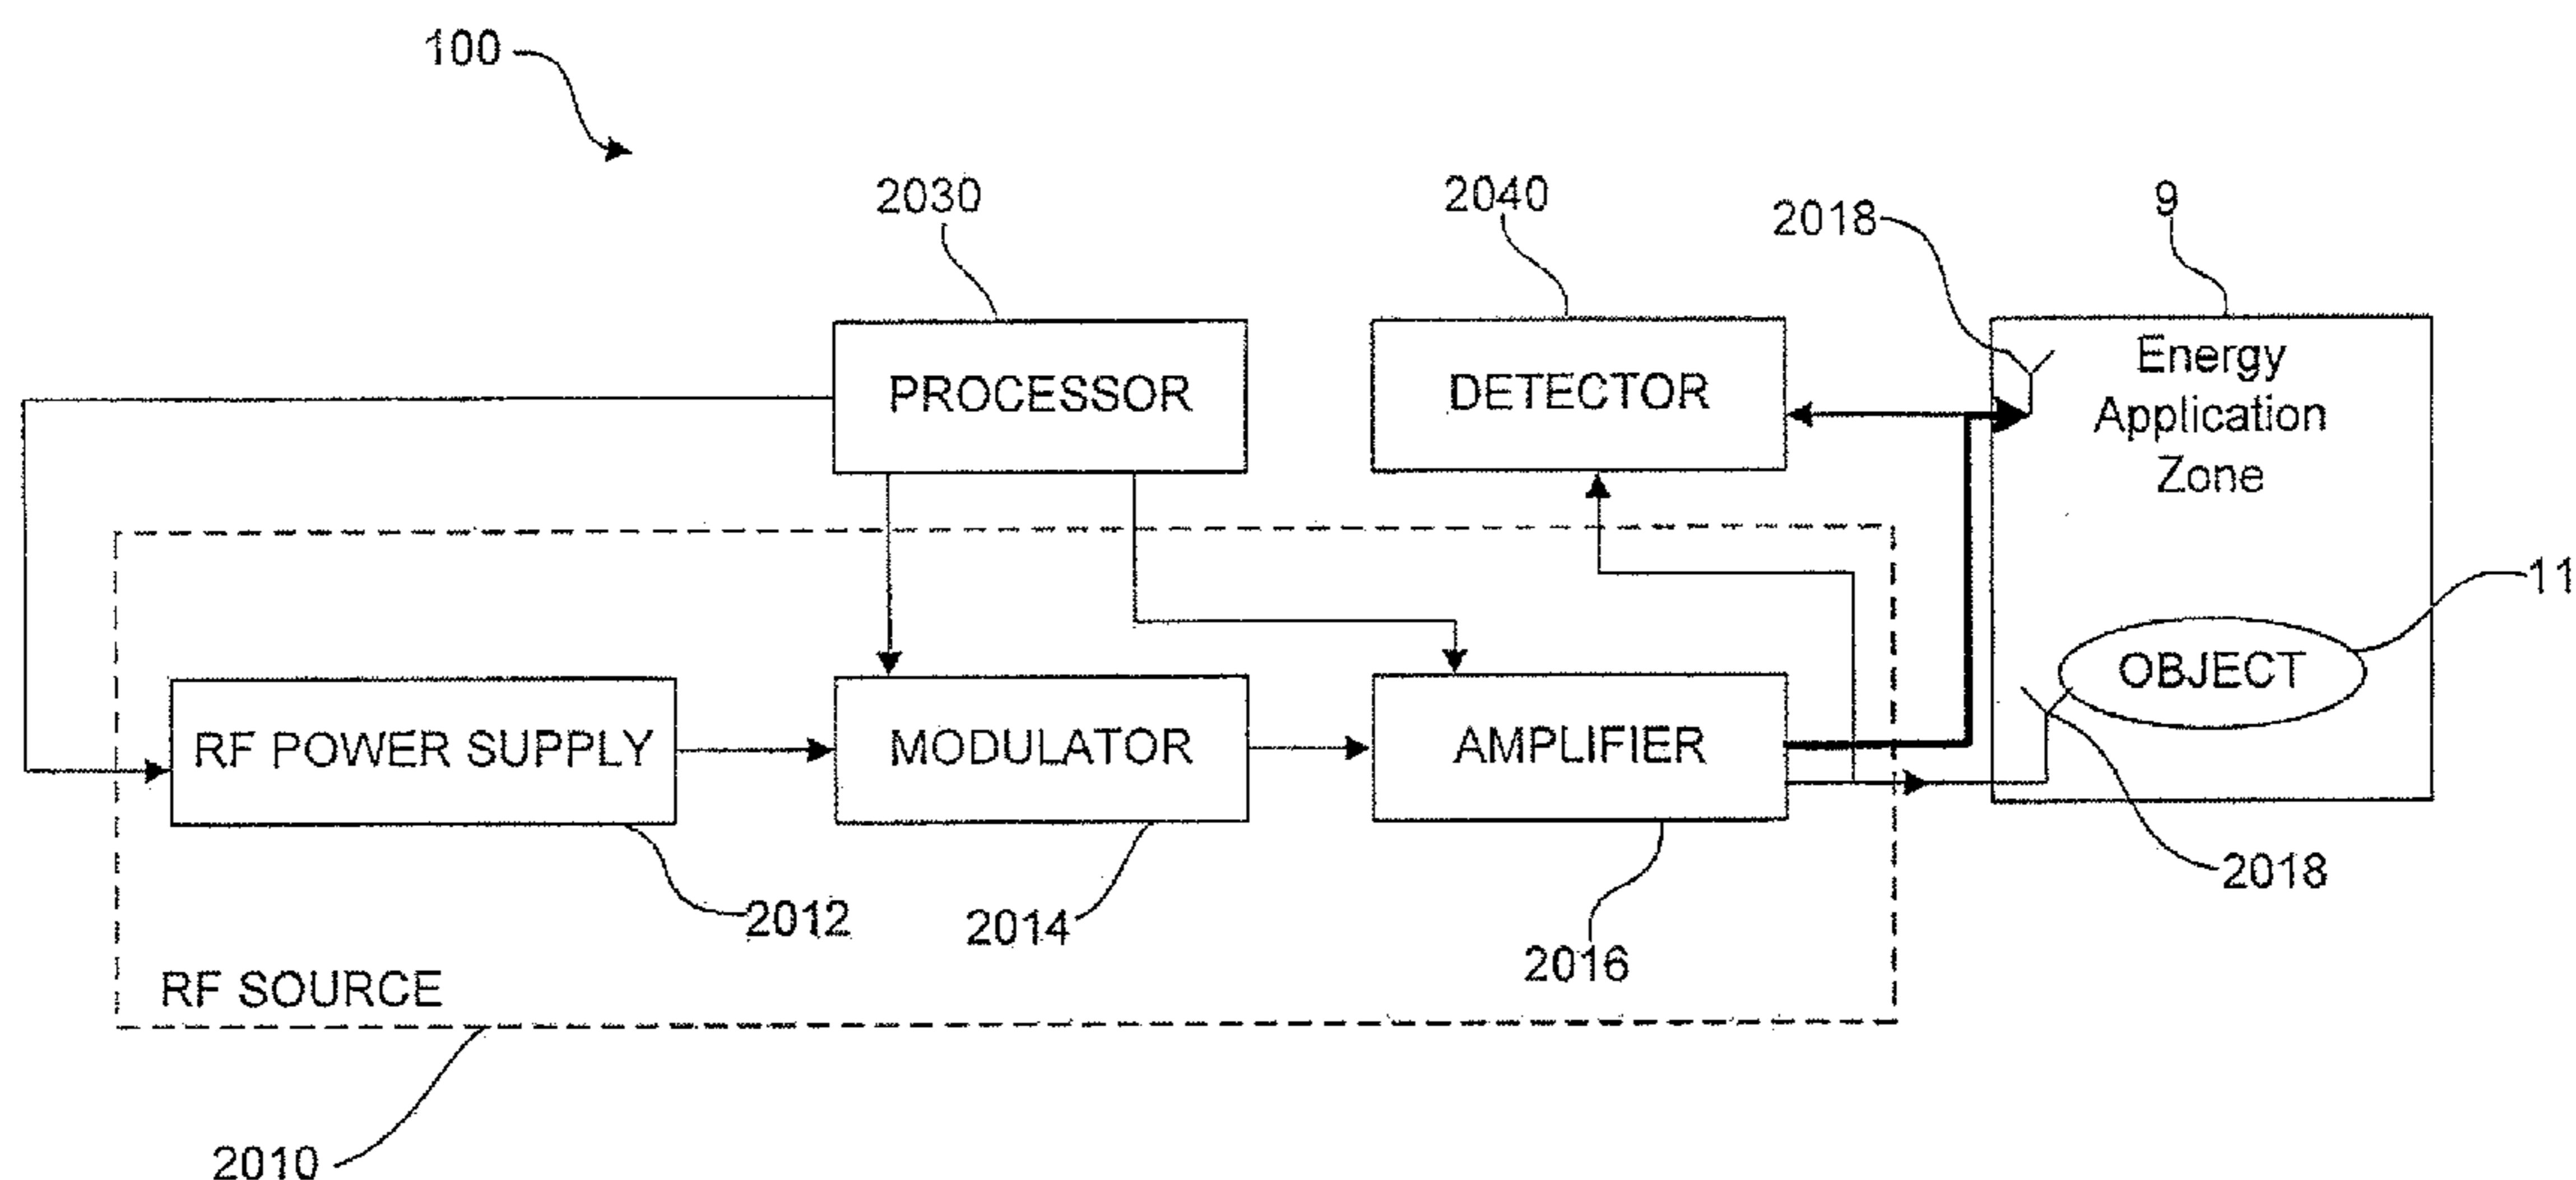 100
2030
2040
2018
9
PROCESSOR
DETECTOR
Energy
Application
Zone
11
OBJECT
RF POWER SUPPLY
MODULATOR
AMPLIFIER
2018
2012
2014
2016
RF SOURCE
2010